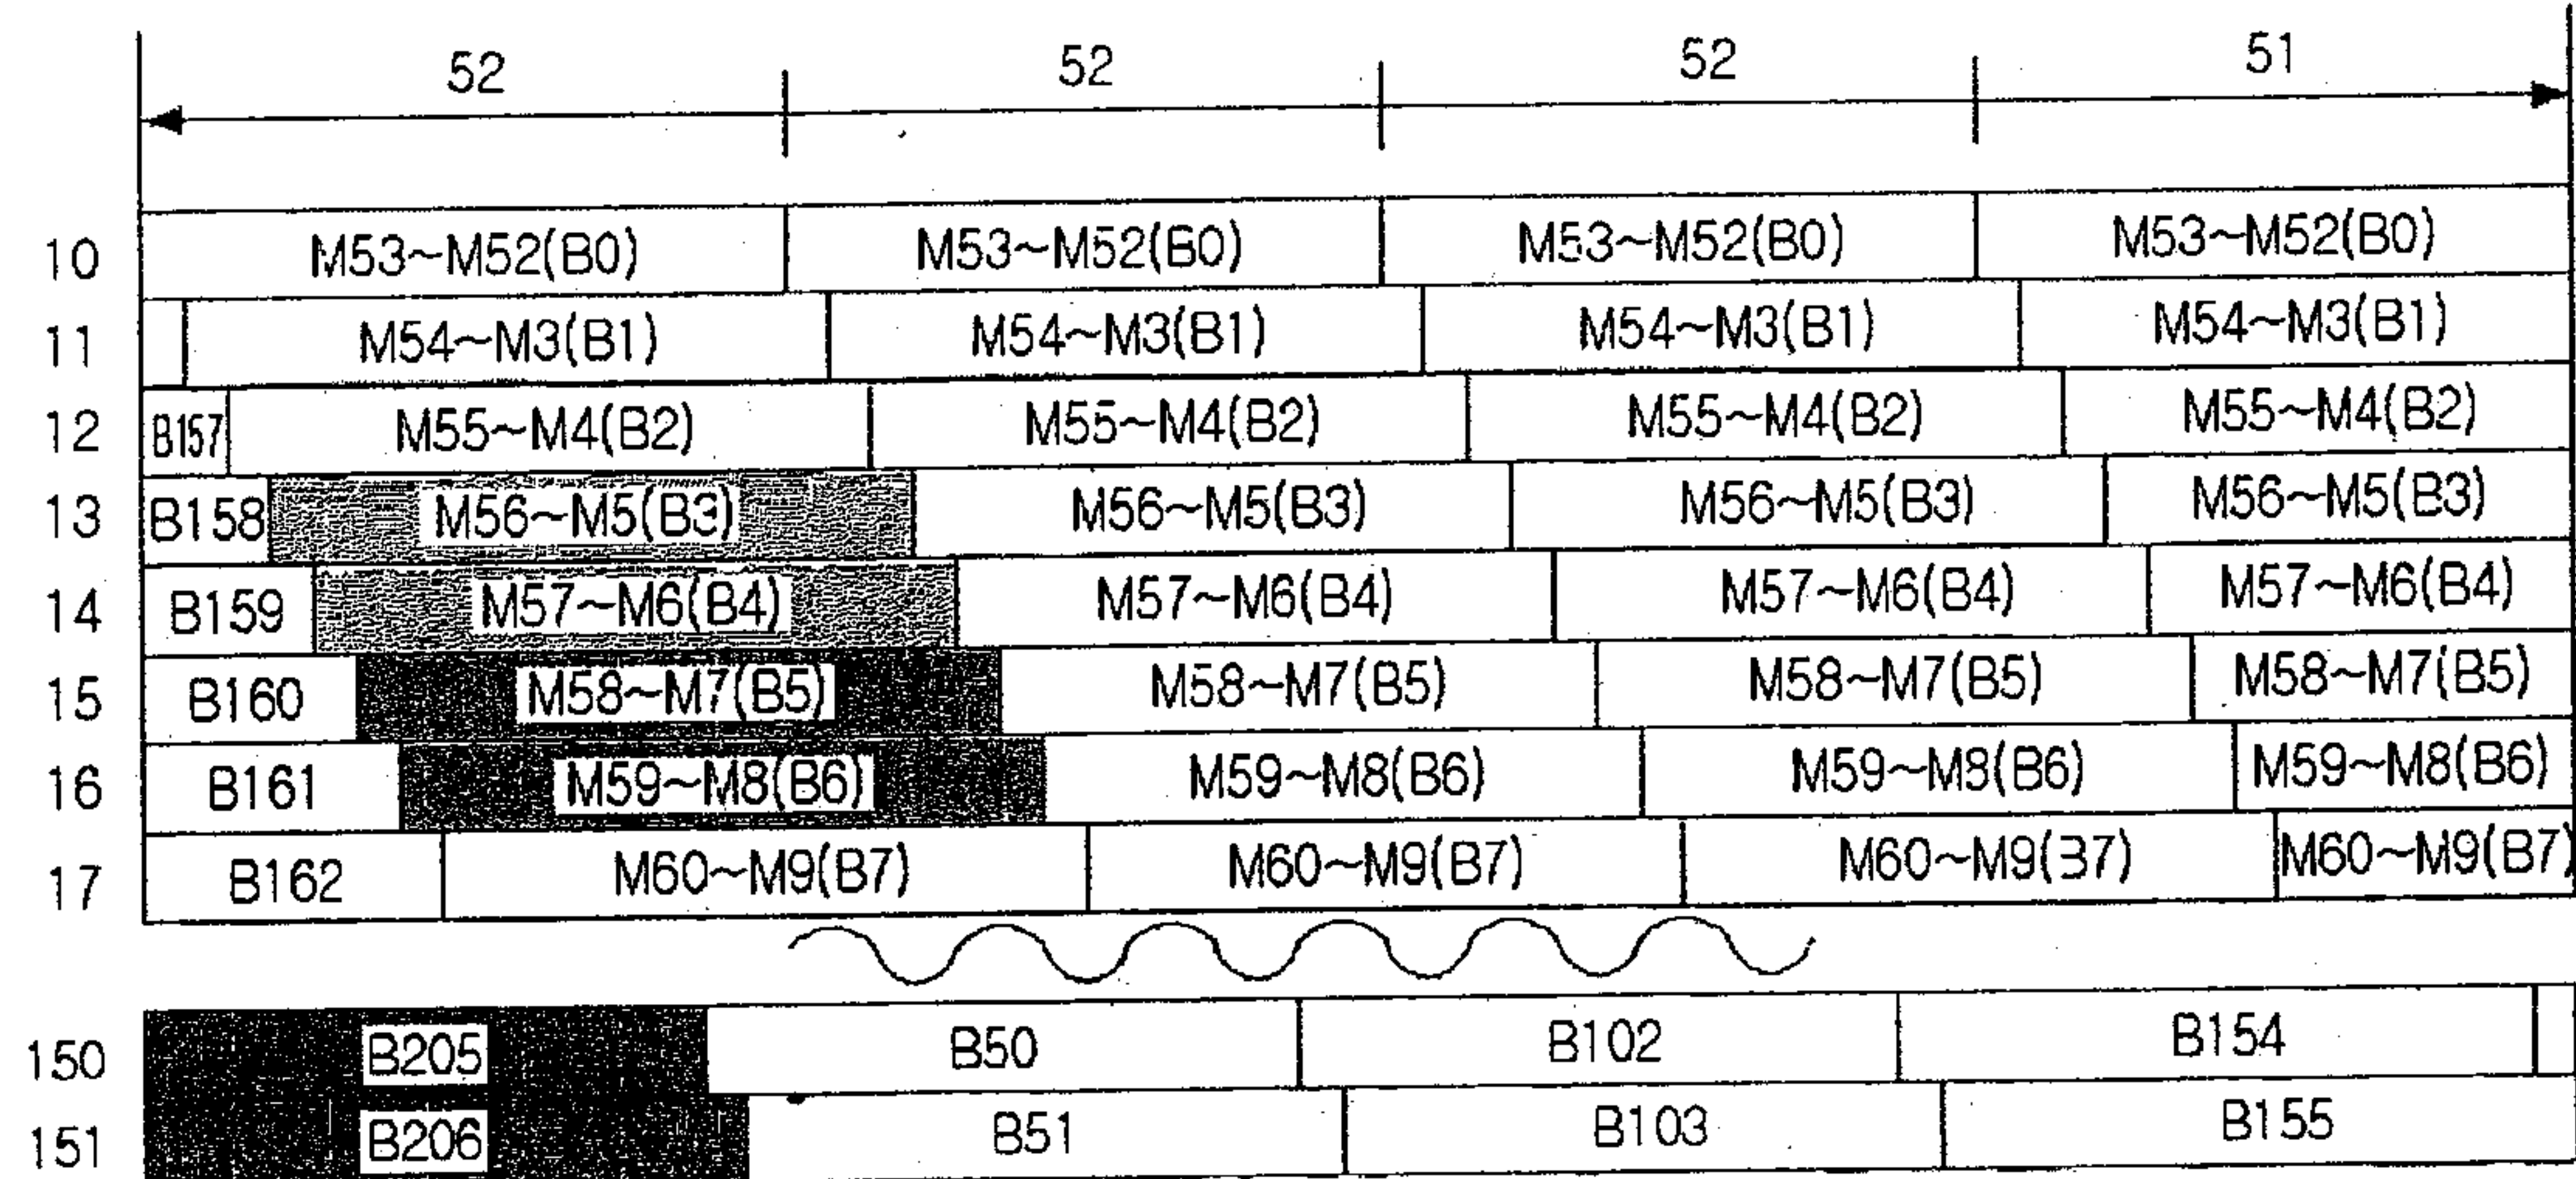 52 52 52 51
10 M53~M52(B0) M53~M52(B0) M53~M52(B0) M53~M52(B0)
11 M54~M3(B1) M54~M3(B1) M54~M3(B1) M54~M3(B1)
12 B157 M55~M4(B2) M55~M4(B2) M55~M4(B2) M55~M4(B2)
13 B158 M56~M5(B3) M56~M5(B3) M56~M5(B3) M56~M5(B3)
14 B159 M57~M6(B4) M57~M6(B4) M57~M6(B4) M57~M6(B4)
15 B160 M58~M7(B5) M58~M7(B5) M58~M7(B5) M58~M7(B5)
16 B161 M59~M8(B6) M59~M8(B6) M59~M8(B6) M59~M8(B6)
17 B162 M60~M9(B7) M60~M9(B7) M60~M9(B7) M60~M9(B7)
150 B205 B50 B102 B154
151 B206 B51 B103 B155